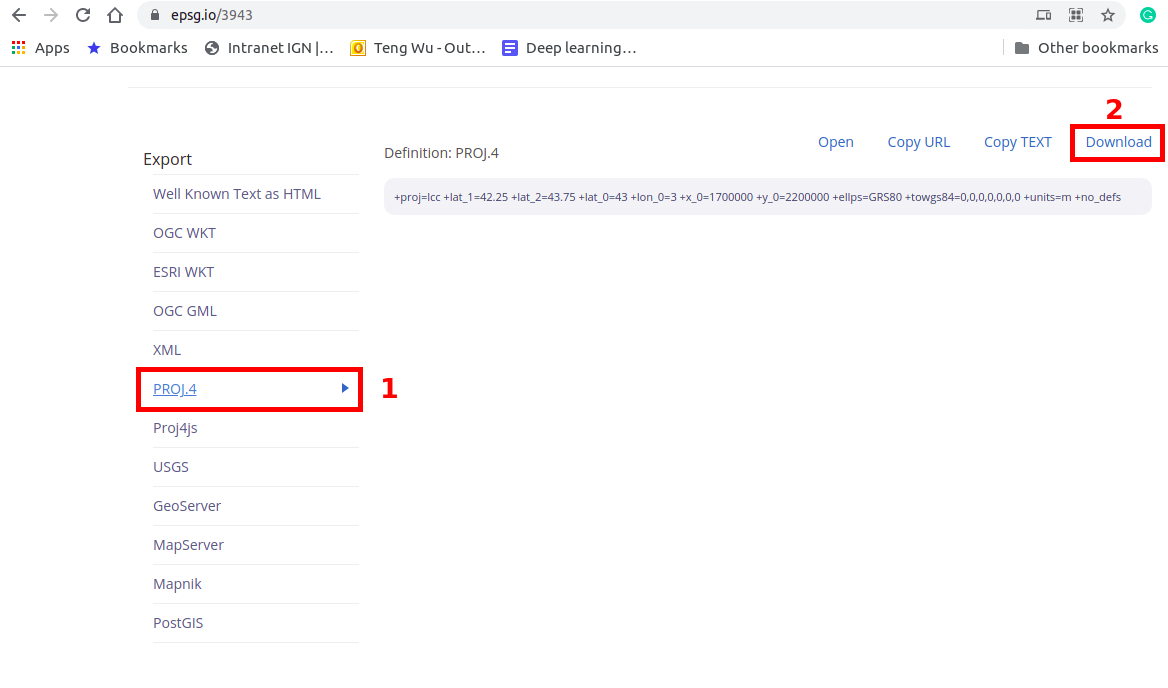 epsg.io/3943
Apps Bookmarks Intranet IGN |... Teng Wu - Out... Deep learning... Other bookmarks
2
Open Copy URL Copy TEXT Download
Export
Definition: PROJ.4
Well Known Text as HTML
+proj=lcc +lat_1=42.25 +lat_2=43.75 +lat_0=43 +lon_0=3 +x_0=1700000 +y_0=2200000 +ellps=GRS80 +towgs84=0,0,0,0,0,0,0 +units=m +no_defs
OGC WKT
ESRI WKT
OGC GML
XML
PROJ.4 1
Proj4js
USGS
GeoServer
MapServer
Mapnik
PostGIS